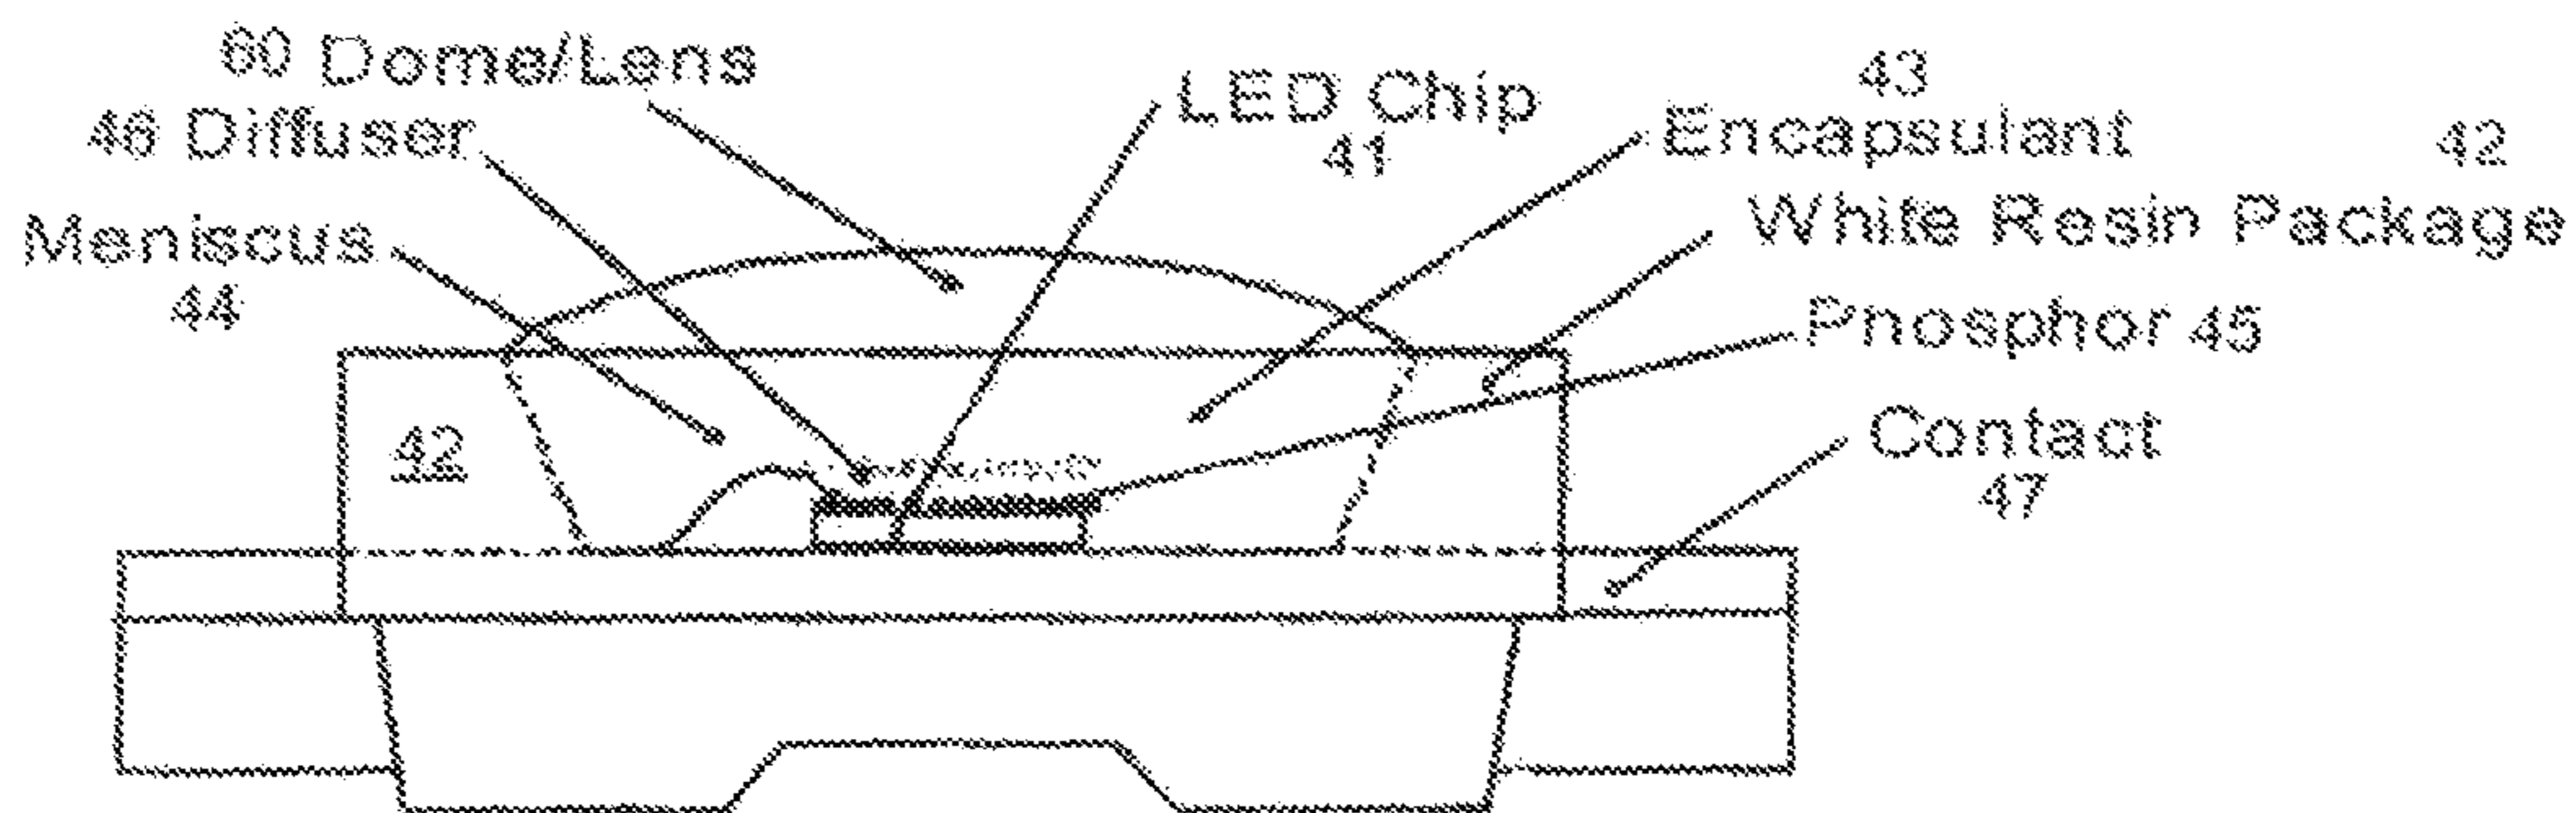 60 Dome/Lens
46 Diffuser
Meniscus
44
LED Chip
41
43
Encapsulant
42
White Resin Package
Pnosphor 45
Contact
47
42